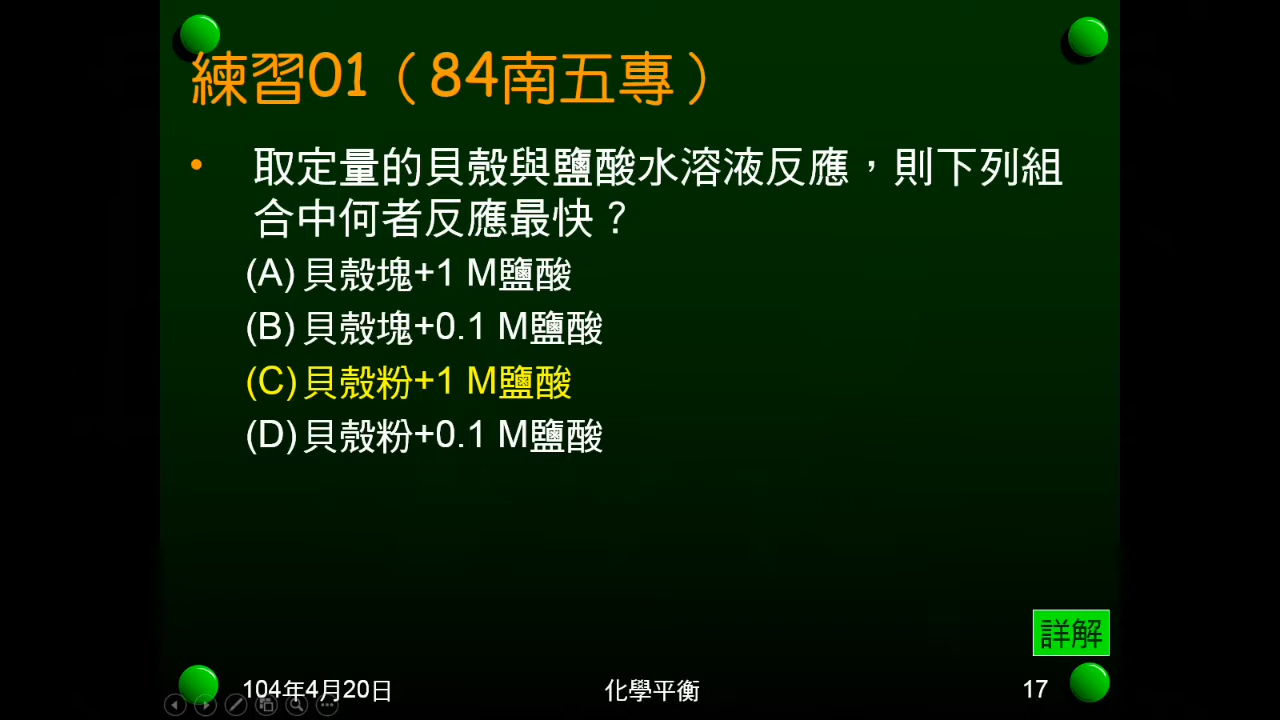 練習01（84南五專）
• 取定量的貝殼與鹽酸水溶液反應，則下列組
合中何者反應最快？
(A) 貝殼塊+1 M鹽酸
(B) 貝殼塊+0.1 M鹽酸
(C) 貝殼粉+1 M鹽酸
(D) 貝殼粉+0.1 M鹽酸
詳解
104年4月20日
化學平衡
17